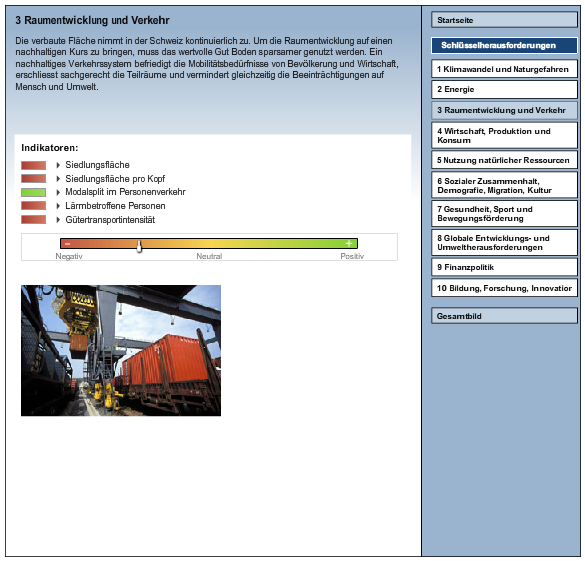 3 Raumentwicklung und Verkehr
Die verbaute Fläche nimmt in der Schweiz kontinuierlich zu. Um die Raumentwicklung auf einen
nachhaltigen Kurs zu bringen, muss das wertvolle Gut Boden sparsamer genutzt werden. Ein
nachhaltiges Verkehrssystem befriedigt die Mobilitätsbedürfnisse von Bevölkerung und Wirtschaft,
erschliesst sachgerecht die Teilräume und vermindert gleichzeitig die Beeinträchtigungen auf
Mensch und Umwelt.
Indikatoren:
Siedlungsfläche
Siedlungsfläche pro Kopf
Modalsplit im Personenverkehr
Lärmbetroffene Personen
Gütertransportintensität
– +
Negativ Neutral Positiv
Startseite
Schlüsselherausforderungen
1 Klimawandel und Naturgefahren
2 Energie
3 Raumentwicklung und Verkehr
4 Wirtschaft, Produktion und
Konsum
5 Nutzung natürlicher Ressourcen
6 Sozialer Zusammenhalt,
Demografie, Migration, Kultur
7 Gesundheit, Sport und
Bewegungsförderung
8 Globale Entwicklungs- und
Umweltherausforderungen
9 Finanzpolitik
10 Bildung, Forschung, Innovation
Gesamtbild